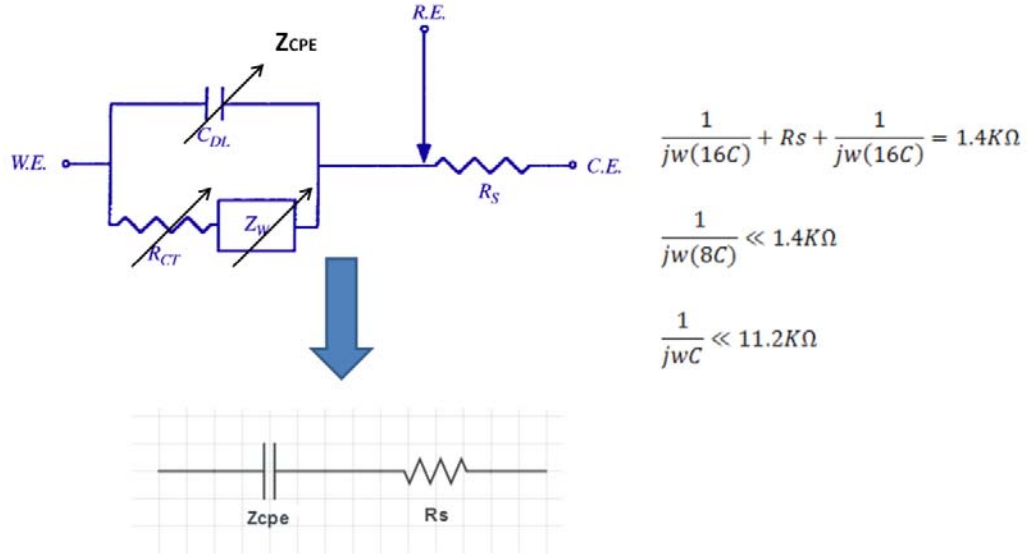 R.E.
ZCPE
CDL
W.E.
C.E.
RS
ZW
RCT
1/jw(16C) + Rs + 1/jw(16C) = 1.4KΩ
1/jw(8C) ≪ 1.4KΩ
1/jwC ≪ 11.2KΩ
Zcpe
Rs